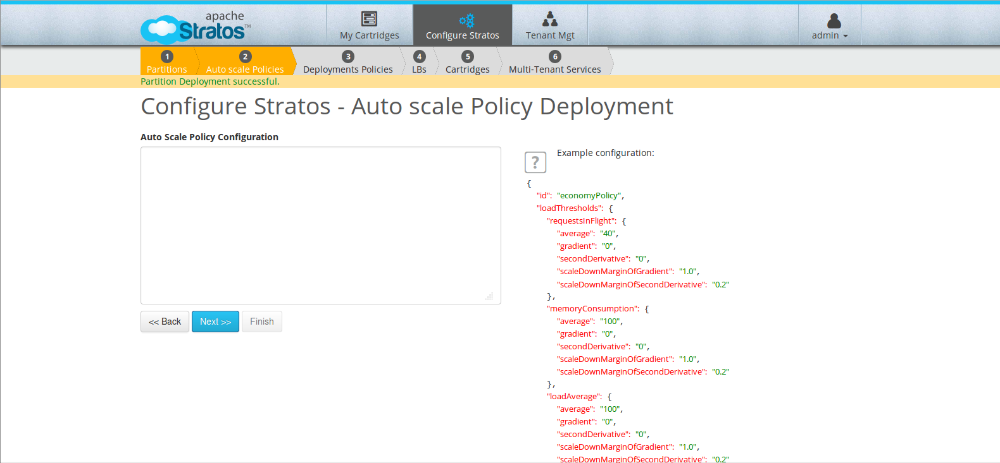 apache
Stratos™
My Cartridges
Configure Stratos
Tenant Mgt
admin
1
Partitions
2
Auto scale Policies
3
Deployments Policies
4
LBs
5
Cartridges
6
Multi-Tenant Services
Partition Deployment successful.
Configure Stratos - Auto scale Policy Deployment
Auto Scale Policy Configuration
<< Back
Next >>
Finish
?
Example configuration:
{
"id": "economyPolicy",
"loadThresholds": {
"requestsInFlight": {
"average": "40",
"gradient": "0",
"secondDerivative": "0",
"scaleDownMarginOfGradient": "1.0",
"scaleDownMarginOfSecondDerivative": "0.2"
},
"memoryConsumption": {
"average": "100",
"gradient": "0",
"secondDerivative": "0",
"scaleDownMarginOfGradient": "1.0",
"scaleDownMarginOfSecondDerivative": "0.2"
},
"loadAverage": {
"average": "100",
"gradient": "0",
"secondDerivative": "0",
"scaleDownMarginOfGradient": "1.0",
"scaleDownMarginOfSecondDerivative": "0.2"